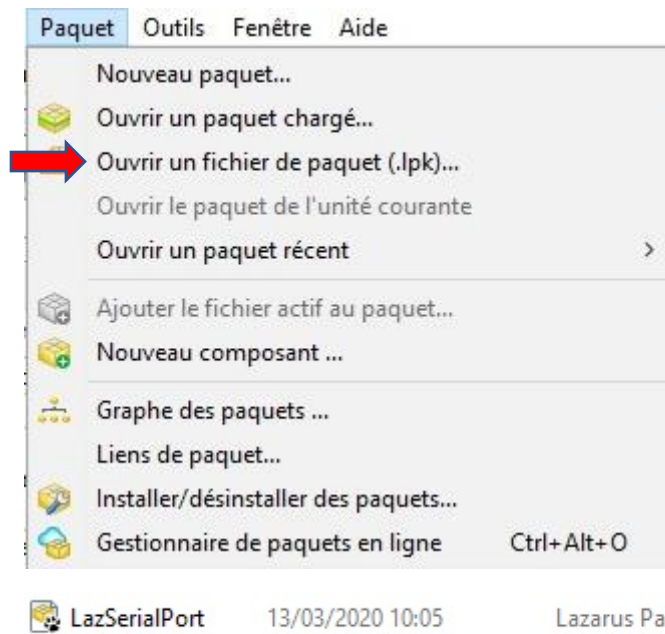 Paquet Outils Fenêtre Aide
Nouveau paquet...
Ouvrir un paquet chargé...
Ouvrir un fichier de paquet (.lpk)...
Ouvrir le paquet de l'unité courante
Ouvrir un paquet récent >
Ajouter le fichier actif au paquet...
Nouveau composant ...
Graphe des paquets ...
Liens de paquet...
Installer/désinstaller des paquets...
Gestionnaire de paquets en ligne Ctrl+Alt+O
LazSerialPort 13/03/2020 10:05 Lazarus Pa